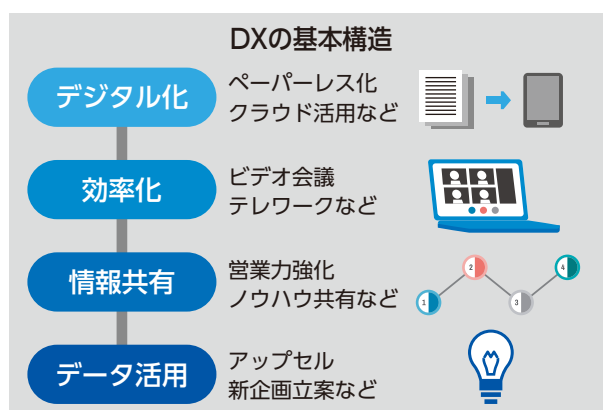 DXの基本構造
デジタル化
ペーパーレス化
クラウド活用など
効率化
ビデオ会議
テレワークなど
情報共有
営業力強化
ノウハウ共有など
1
2
3
4
データ活用
アップセル
新企画立案など